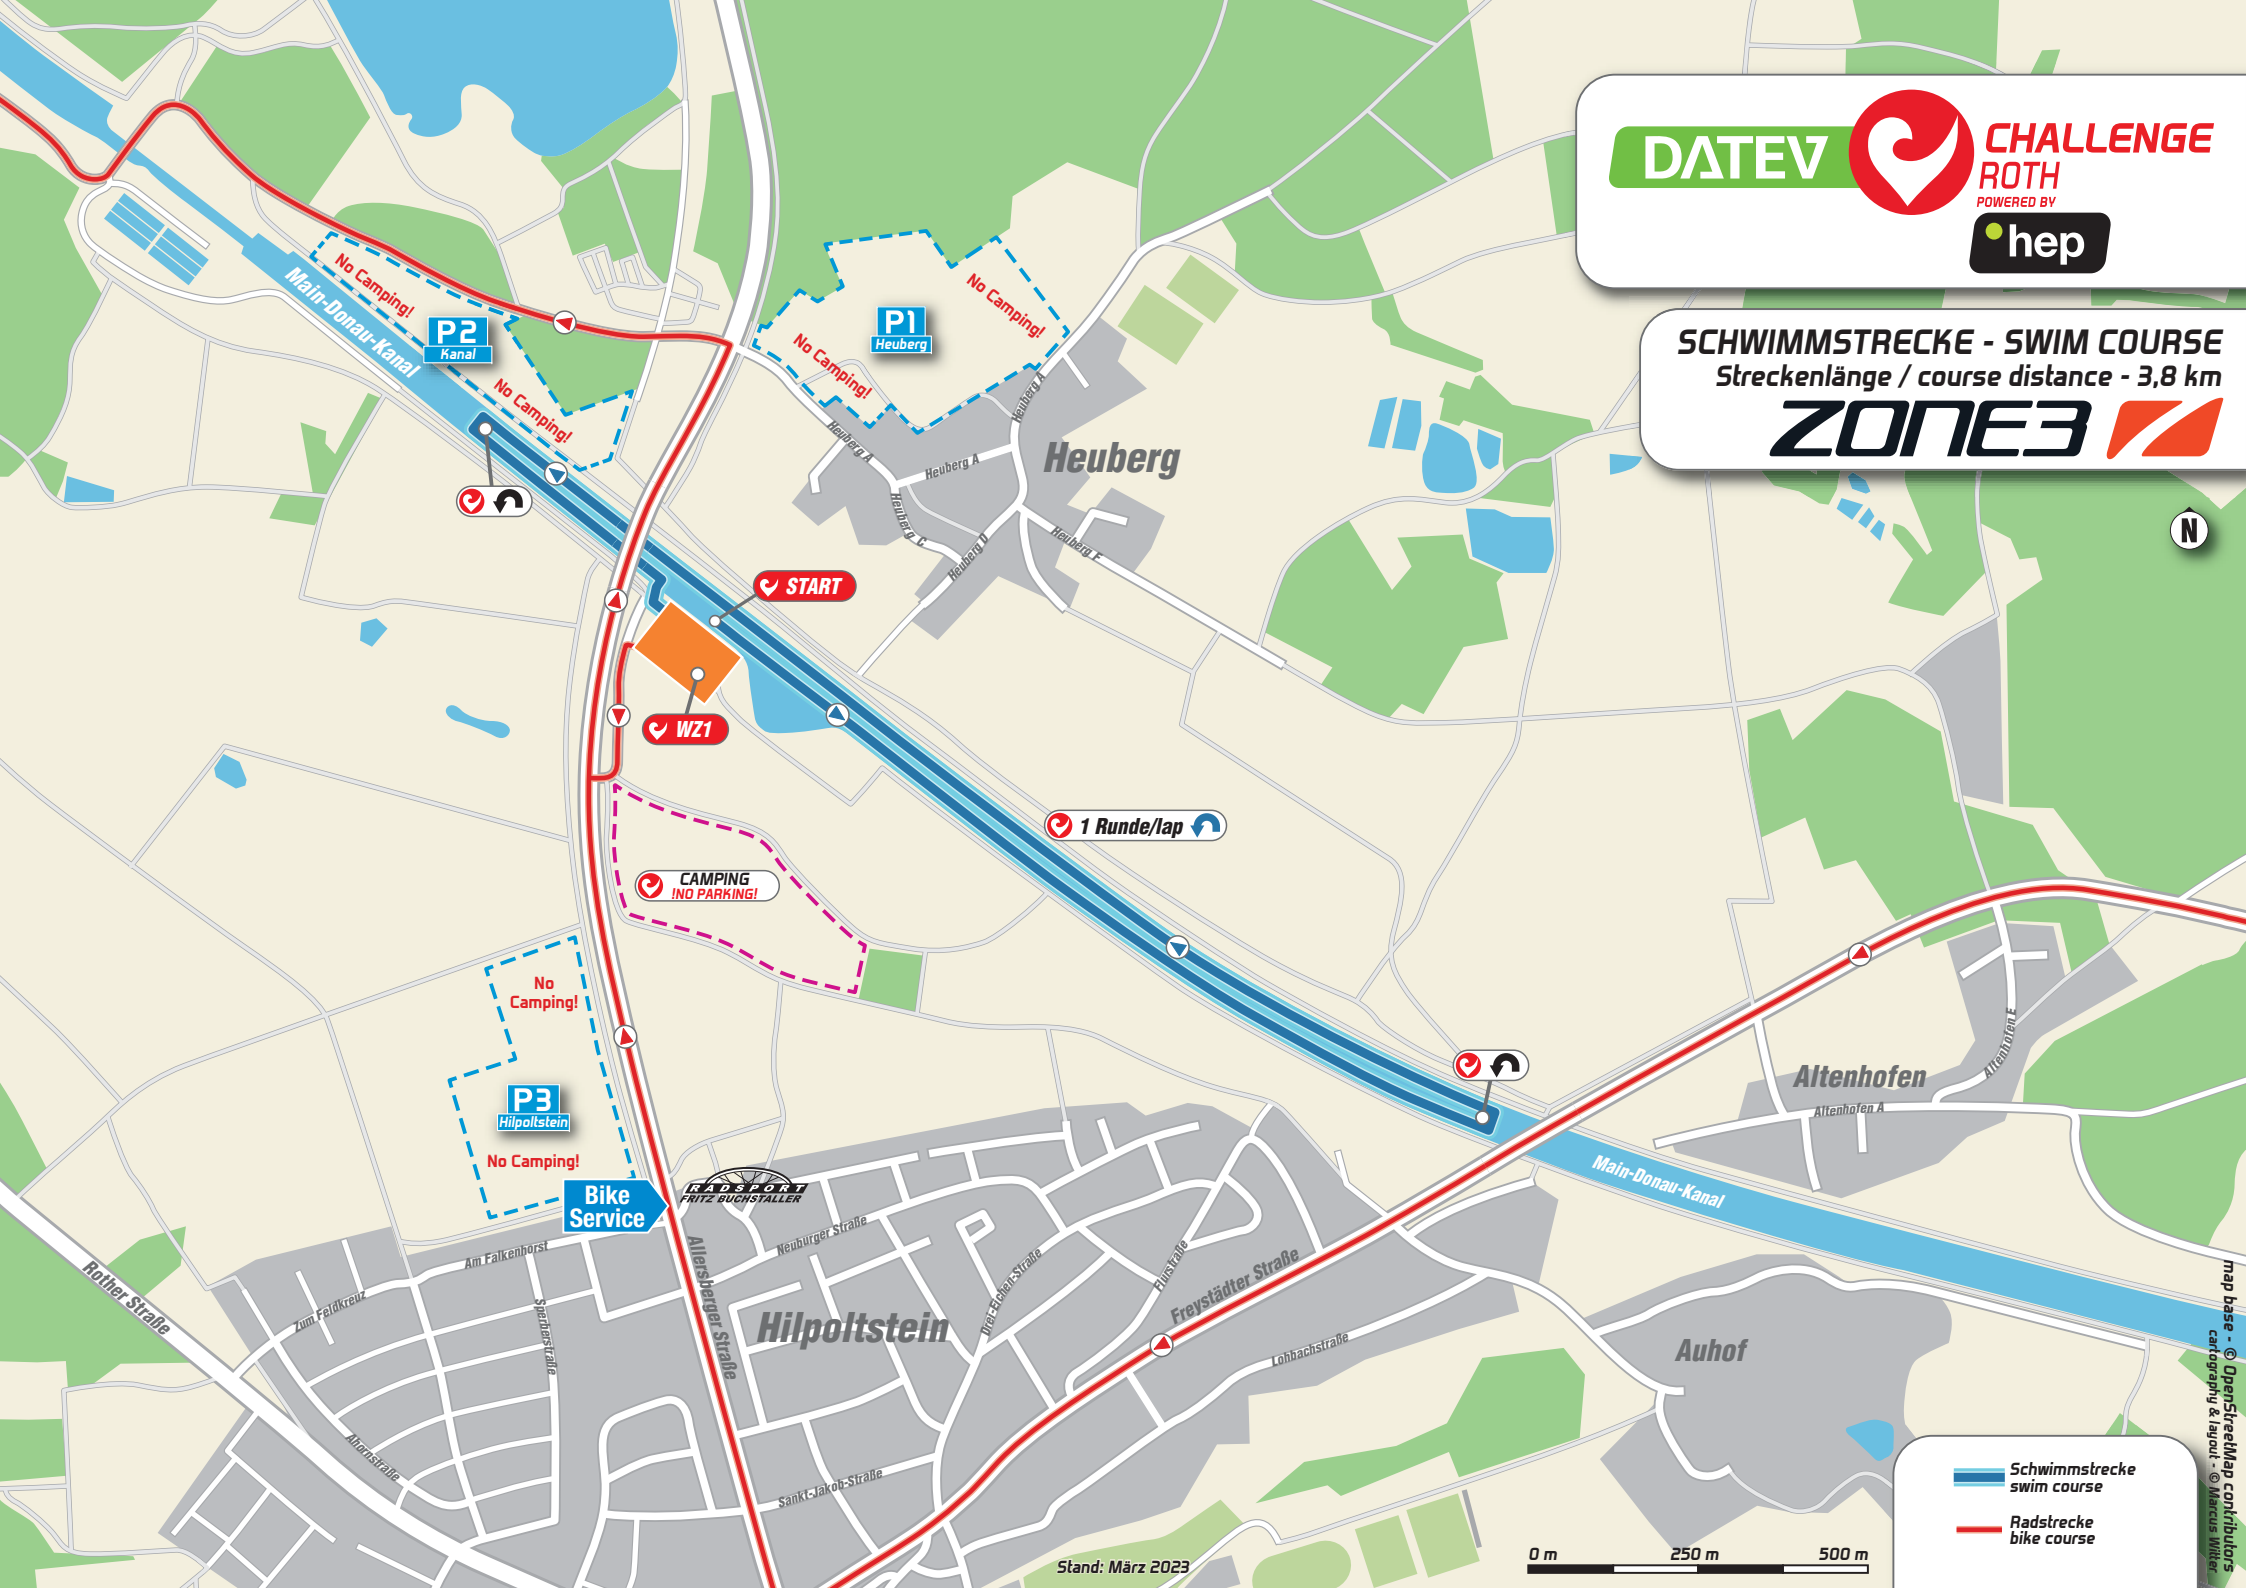 DATEV
CHALLENGE
ROTH
POWERED BY
hep
SCHWIMMSTRECKE - SWIM COURSE
Streckenlänge / course distance - 3,8 km
ZONE3
N
No Camping!
P2
Kanal
No Camping!
Main-Donau-Kanal
P1
Heuberg
No Camping!
No Camping!
Heuberg A
Heuberg A
Heuberg A
Heuberg
Heuberg C
Heuberg D
Heuberg F
START
WZ1
1 Runde/lap
CAMPING
!NO PARKING!
No
Camping!
P3
Hilpoltstein
No Camping!
Bike
Service
RADSPORT
FRITZ BUCHSTALLER
Altenhofen
Altenhofen A
Altenhofen E
Main-Donau-Kanal
Rother Straße
Am Falkenhorst
Zum Feldkreuz
Sperberstraße
Ahornstraße
Allersberger Straße
Neuburger Straße
Hilpoltstein
Drei-Eichen-Straße
Flurstraße
Freystädter Straße
Lohbachstraße
Sankt-Jakob-Straße
Auhof
Stand: März 2023
0 m
250 m
500 m
Schwimmstrecke
swim course
Radstrecke
bike course
map base - © OpenStreetMap contributors
cartography & layout - © Marcus Witter